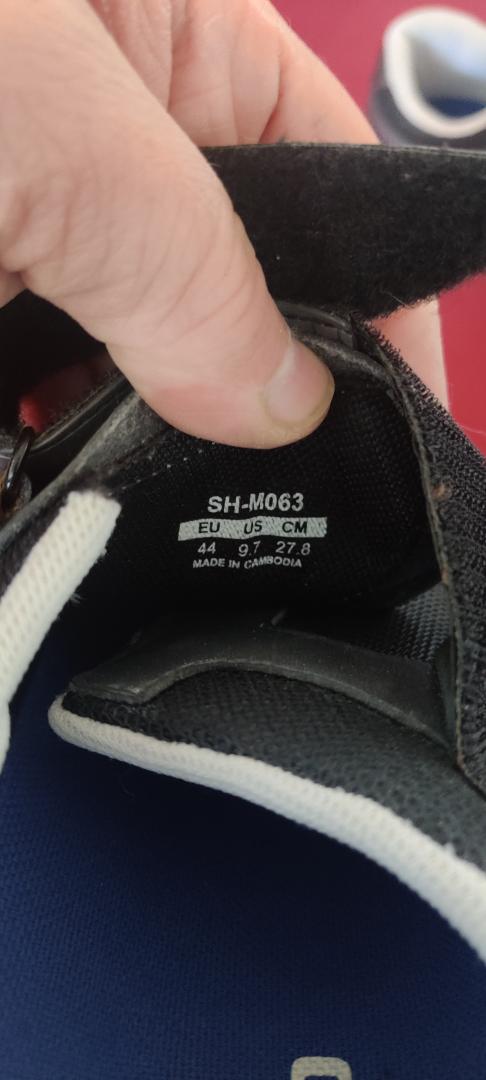 SH-M063
EU US CM
44 9.7 27.8
MADE IN CAMBODIA